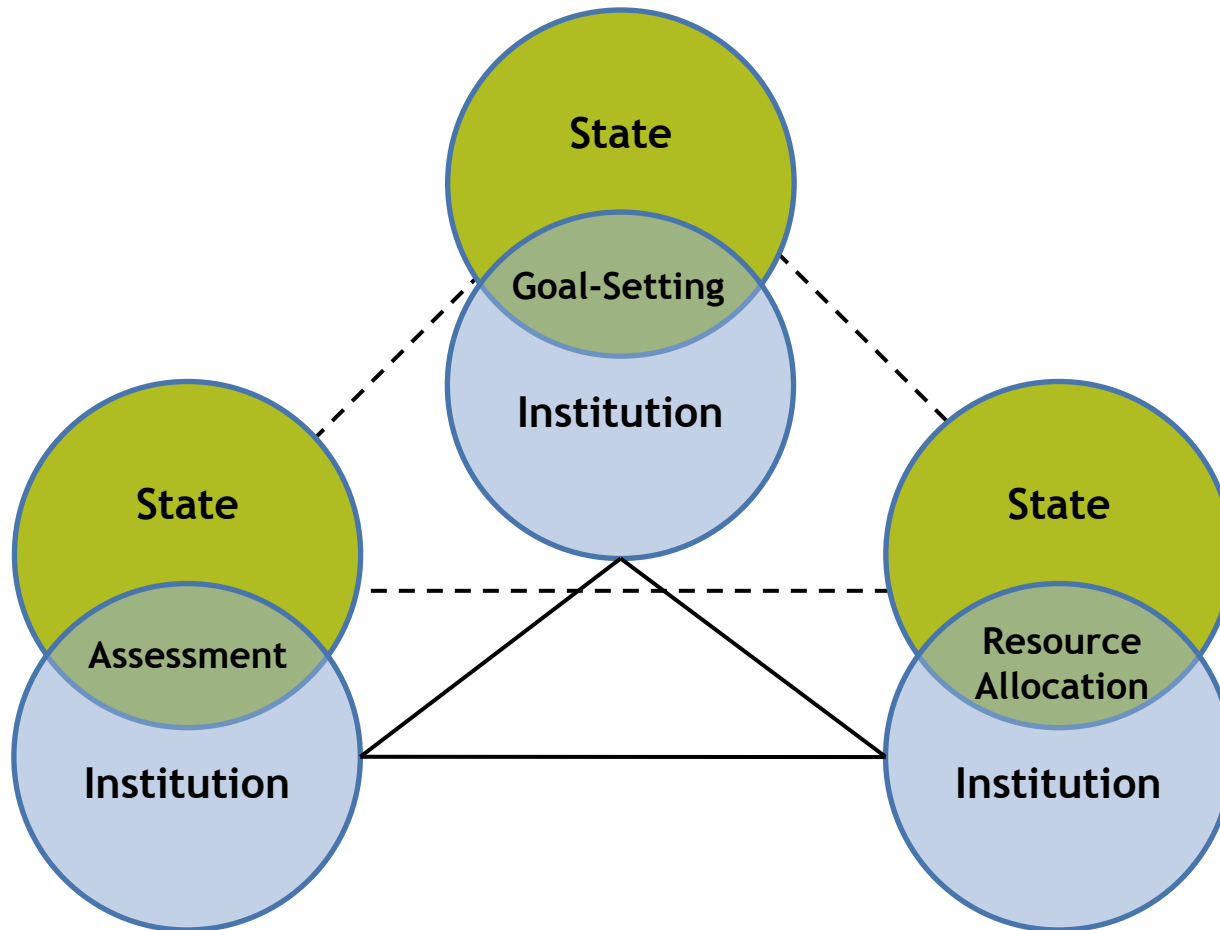 State
Goal-Setting
Institution
State
Assessment
Institution
State
Resource
Allocation
Institution